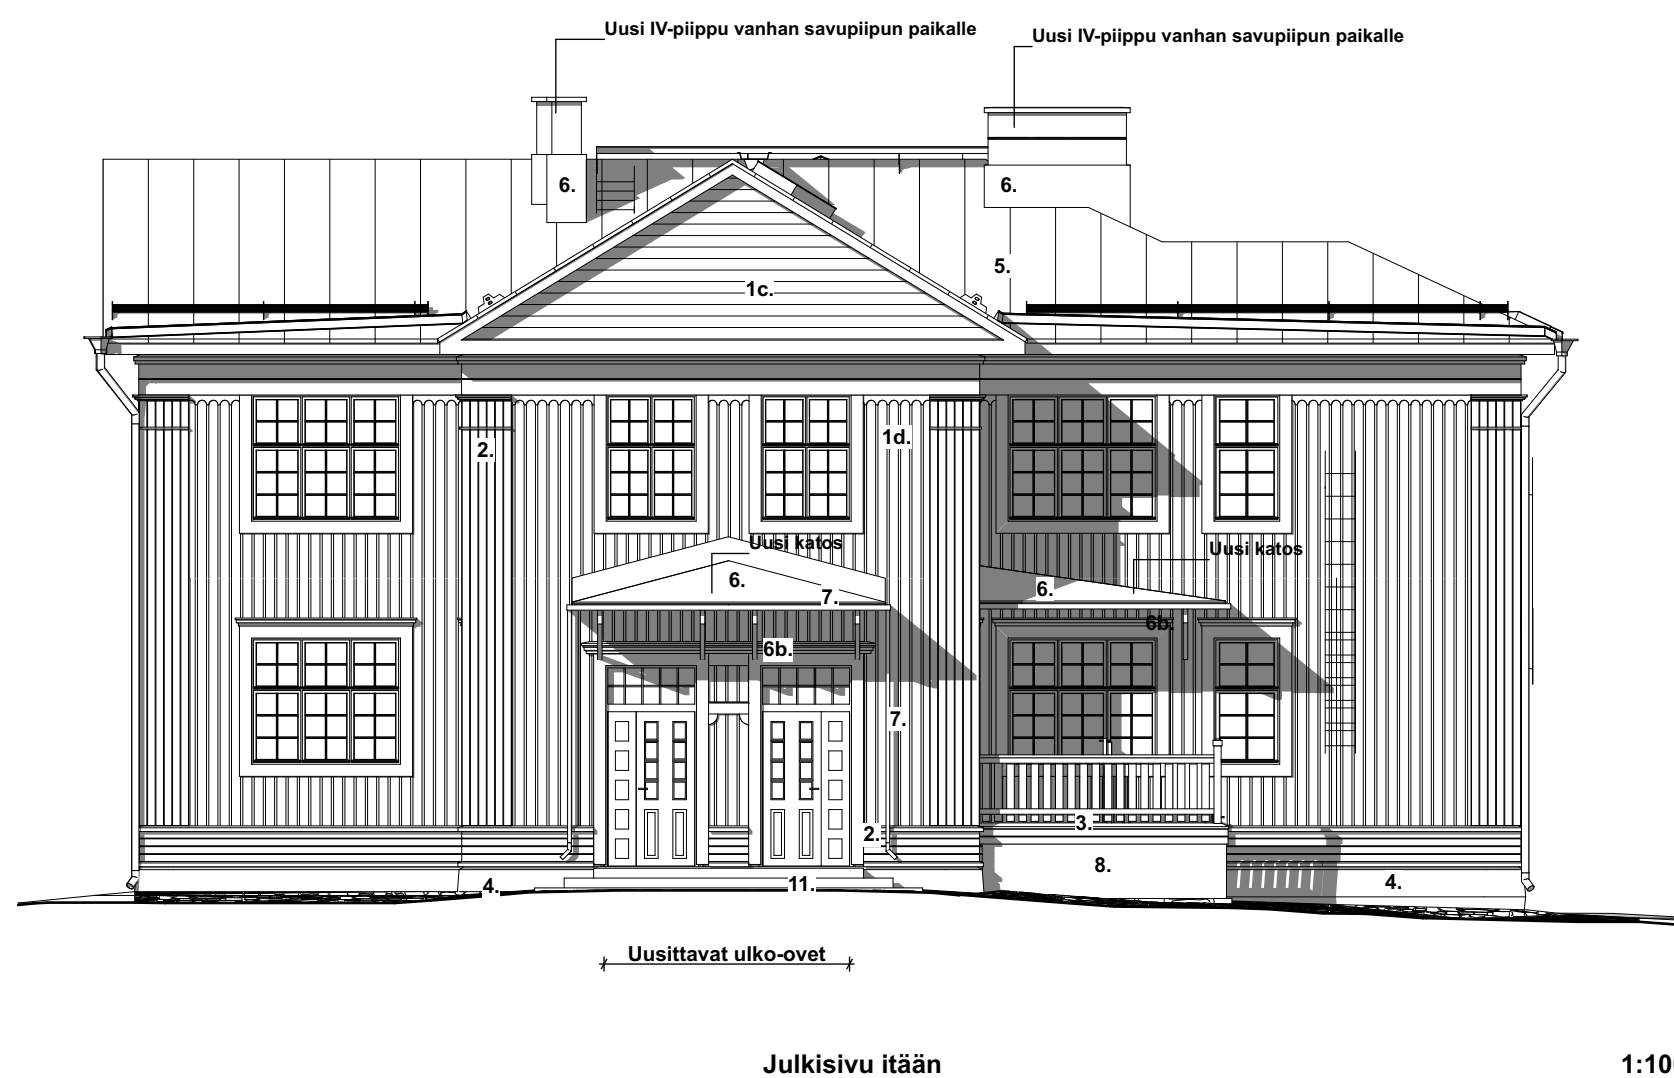 Uusi IV-piippu vanhan savupiipun paikalle
Uusi IV-piippu vanhan savupiipun paikalle
6.
6.
5.
1c.
1d.
2.
Uusi katos
Uusi katos
6.
6.
7.
6b.
6b.
7.
3.
2.
8.
4.
11.
4.
Uusittavat ulko-ovet
Julkisivu itään